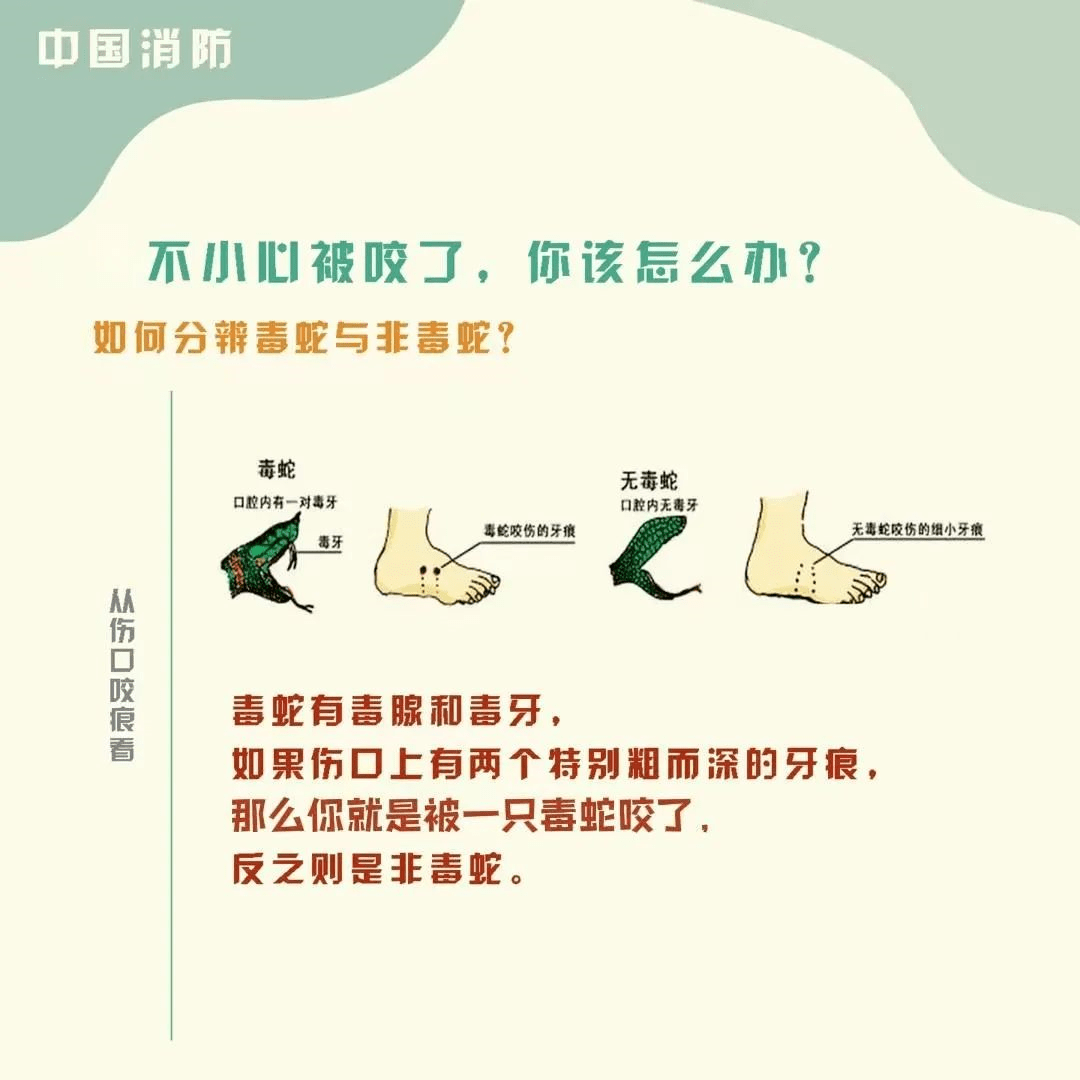 中国消防
不小心被咬了，你该怎么办？
如何分辨毒蛇与非毒蛇？
从伤口咬痕看
毒蛇
口腔内有一对毒牙
毒牙
毒蛇咬伤的牙痕
无毒蛇
口腔内无毒牙
无毒蛇咬伤的细小牙痕
毒蛇有毒腺和毒牙，
如果伤口上有两个特别粗而深的牙痕，
那么你就是被一只毒蛇咬了，
反之则是非毒蛇。